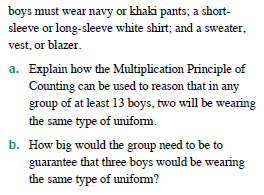 boys must wear navy or khaki pants; a short-
sleeve or long-sleeve white shirt; and a sweater,
vest, or blazer.
a. Explain how the Multiplication Principle of
Counting can be used to reason that in any
group of at least 13 boys, two will be wearing
the same type of uniform.
b. How big would the group need to be to
guarantee that three boys would be wearing
the same type of uniform?